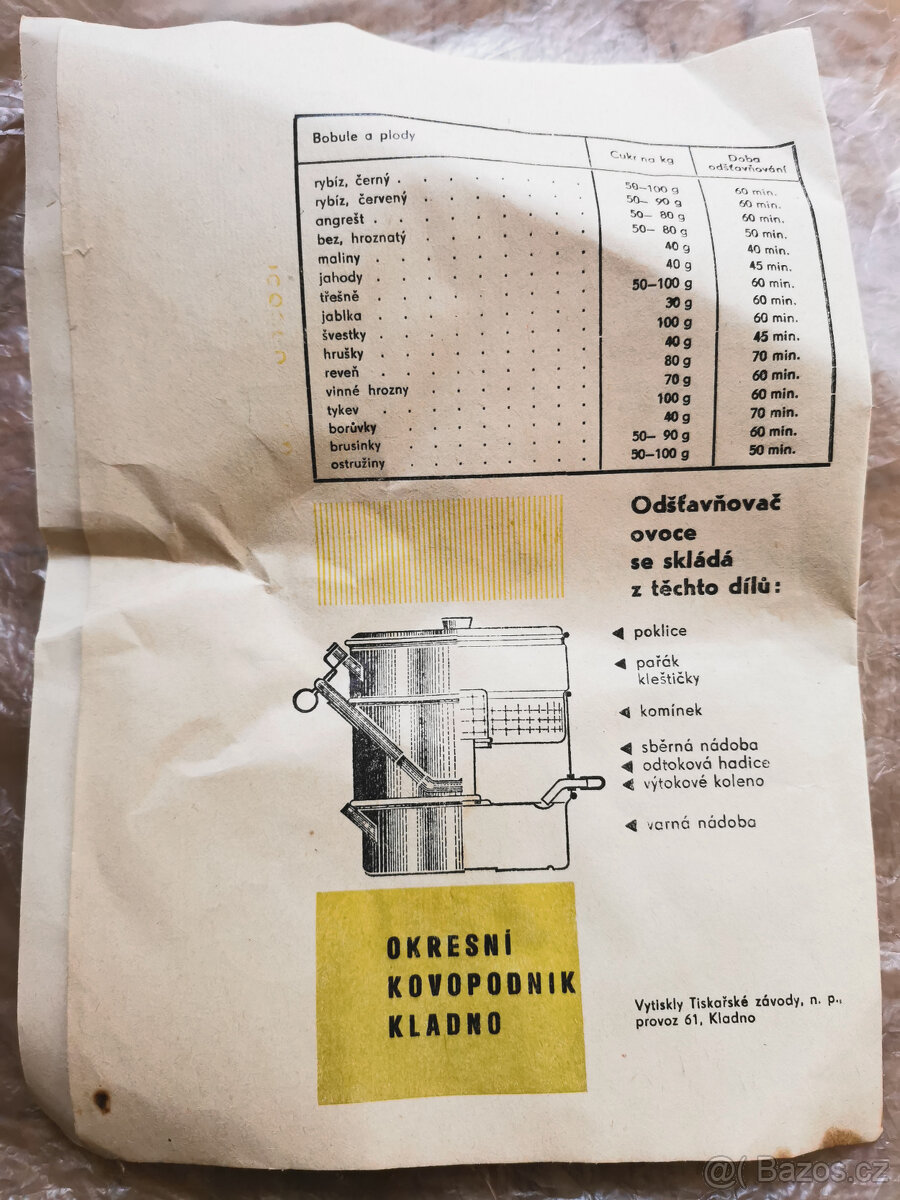 Bobule a plody Cukr na kg Doba odšťavňování
rybíz, černý . 50–100 g 60 min.
rybíz, červený 50– 90 g 60 min.
angrešt 50– 80 g 60 min.
bez, hroznatý 50– 80 g 50 min.
maliny 40 g 40 min.
jahody 40 g 45 min.
třešně 50–100 g 60 min.
jablka 30 g 60 min.
švestky 100 g 60 min.
hrušky 40 g 45 min.
reveň 80 g 70 min.
vinné hrozny 70 g 60 min.
tykev 100 g 60 min.
borůvky 40 g 70 min.
brusinky 50– 90 g 60 min.
ostružiny 50–100 g 50 min.
Odšťavňovač
ovoce
se skládá
z těchto dílů:
poklice
pařák
kleštičky
komínek
sběrná nádoba
odtoková hadice
výtokové koleno
varná nádoba
OKRESNÍ
KOVOPODNIK
KLADNO
Vytiskly Tiskařské závody, n. p.,
provoz 61, Kladno
@( Bazos.cz